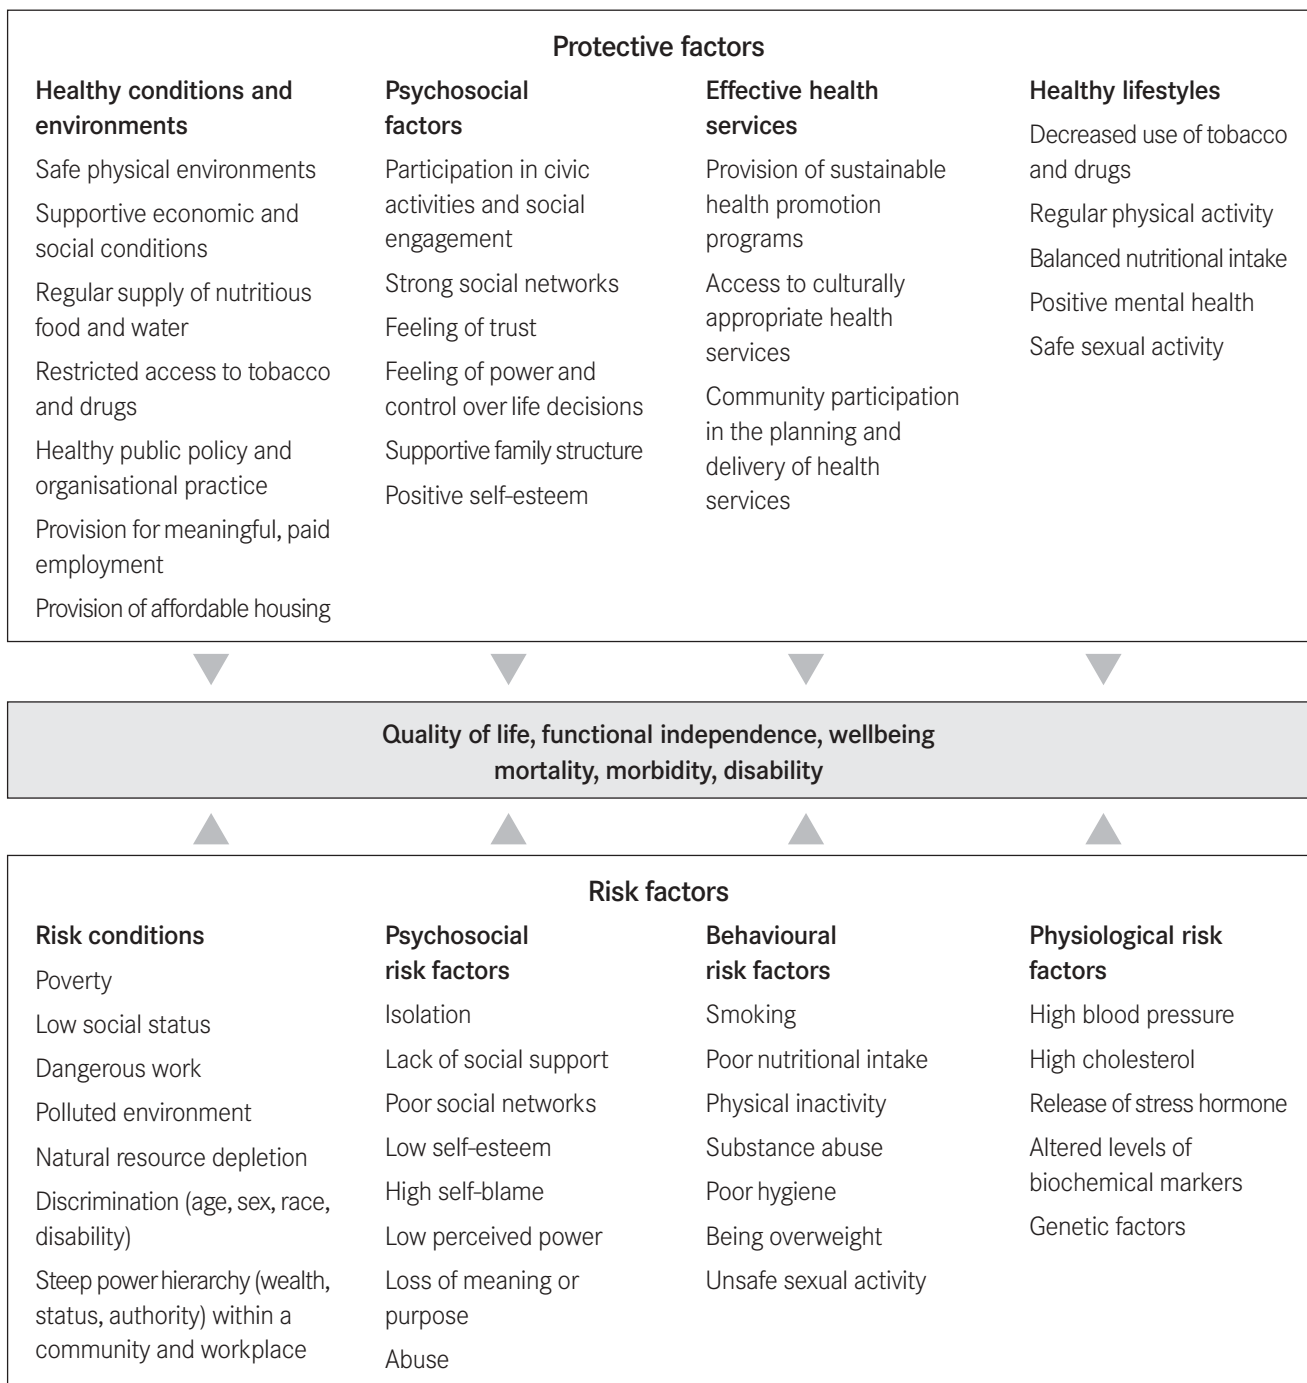 Protective factors
Healthy conditions and
environments
Safe physical environments
Supportive economic and
social conditions
Regular supply of nutritious
food and water
Restricted access to tobacco
and drugs
Healthy public policy and
organisational practice
Provision for meaningful, paid
employment
Provision of affordable housing
Psychosocial
factors
Participation in civic
activities and social
engagement
Strong social networks
Feeling of trust
Feeling of power and
control over life decisions
Supportive family structure
Positive self-esteem
Effective health
services
Provision of sustainable
health promotion
programs
Access to culturally
appropriate health
services
Community participation
in the planning and
delivery of health
services
Healthy lifestyles
Decreased use of tobacco
and drugs
Regular physical activity
Balanced nutritional intake
Positive mental health
Safe sexual activity
Quality of life, functional independence, wellbeing
mortality, morbidity, disability
Risk factors
Risk conditions
Poverty
Low social status
Dangerous work
Polluted environment
Natural resource depletion
Discrimination (age, sex, race,
disability)
Steep power hierarchy (wealth,
status, authority) within a
community and workplace
Psychosocial
risk factors
Isolation
Lack of social support
Poor social networks
Low self-esteem
High self-blame
Low perceived power
Loss of meaning or
purpose
Abuse
Behavioural
risk factors
Smoking
Poor nutritional intake
Physical inactivity
Substance abuse
Poor hygiene
Being overweight
Unsafe sexual activity
Physiological risk
factors
High blood pressure
High cholesterol
Release of stress hormone
Altered levels of
biochemical markers
Genetic factors